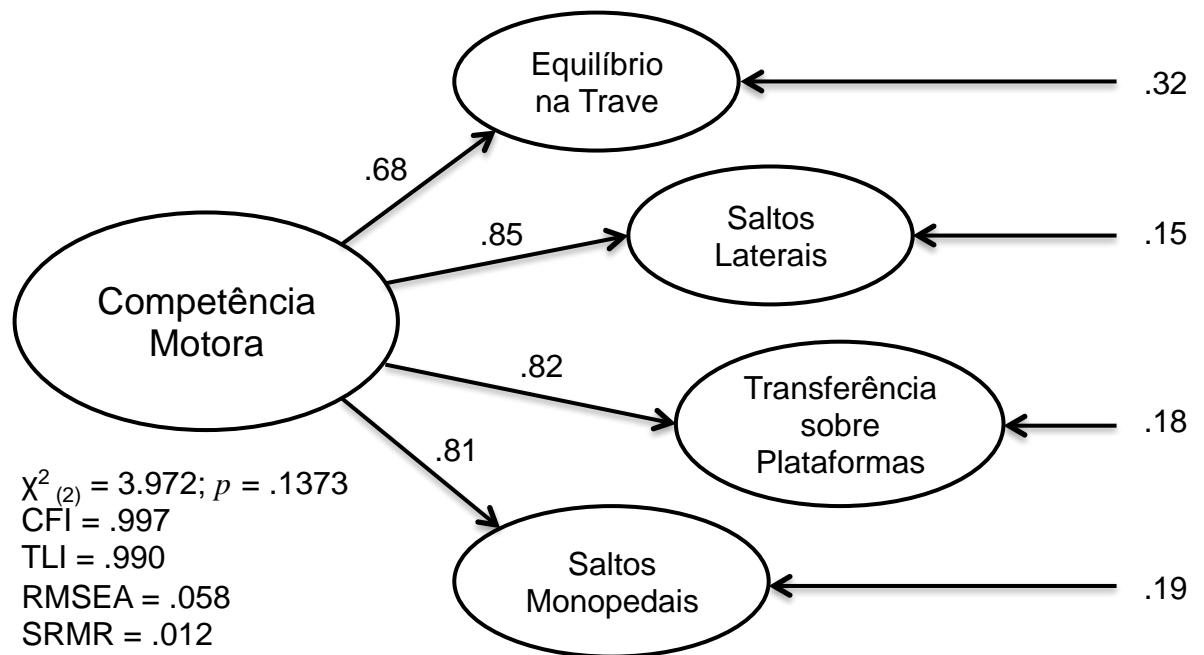 Equilíbrio
na Trave
.32
.68
Saltos
Laterais
.15
.85
Competência
Motora
.82
Transferência
sobre
Plataformas
.18
.81
Saltos
Monopedais
.19
χ² (2) = 3.972; p = .1373
CFI = .997
TLI = .990
RMSEA = .058
SRMR = .012